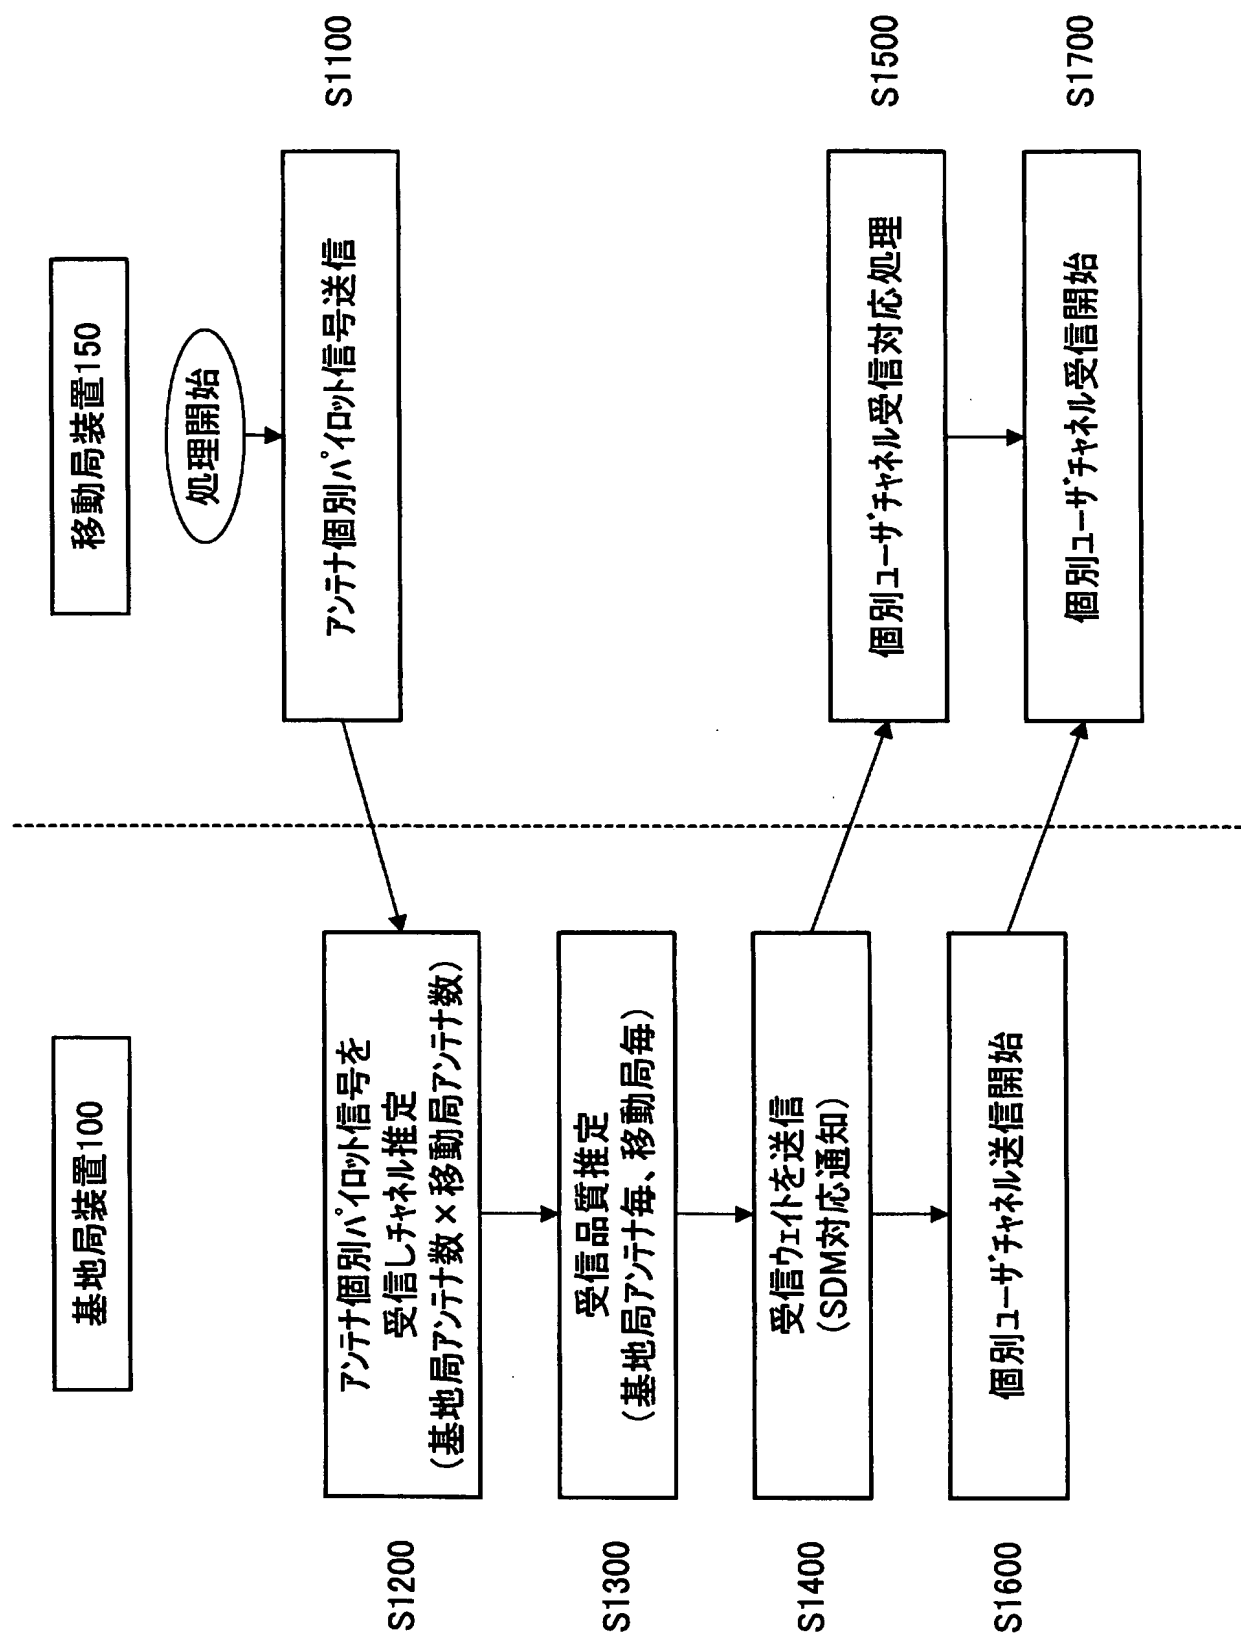 基地局装置100
移動局装置150
処理開始
アンテナ個別パイロット信号送信
S1100
S1200
アンテナ個別パイロット信号を
受信しチャネル推定
(基地局アンテナ数×移動局アンテナ数)
S1300
受信品質推定
(基地局アンテナ毎、移動局毎)
S1400
受信ウェイトを送信
(SDM対応通知)
個別ユーザチャネル受信対応処理
S1500
S1600
個別ユーザチャネル送信開始
個別ユーザチャネル受信開始
S1700